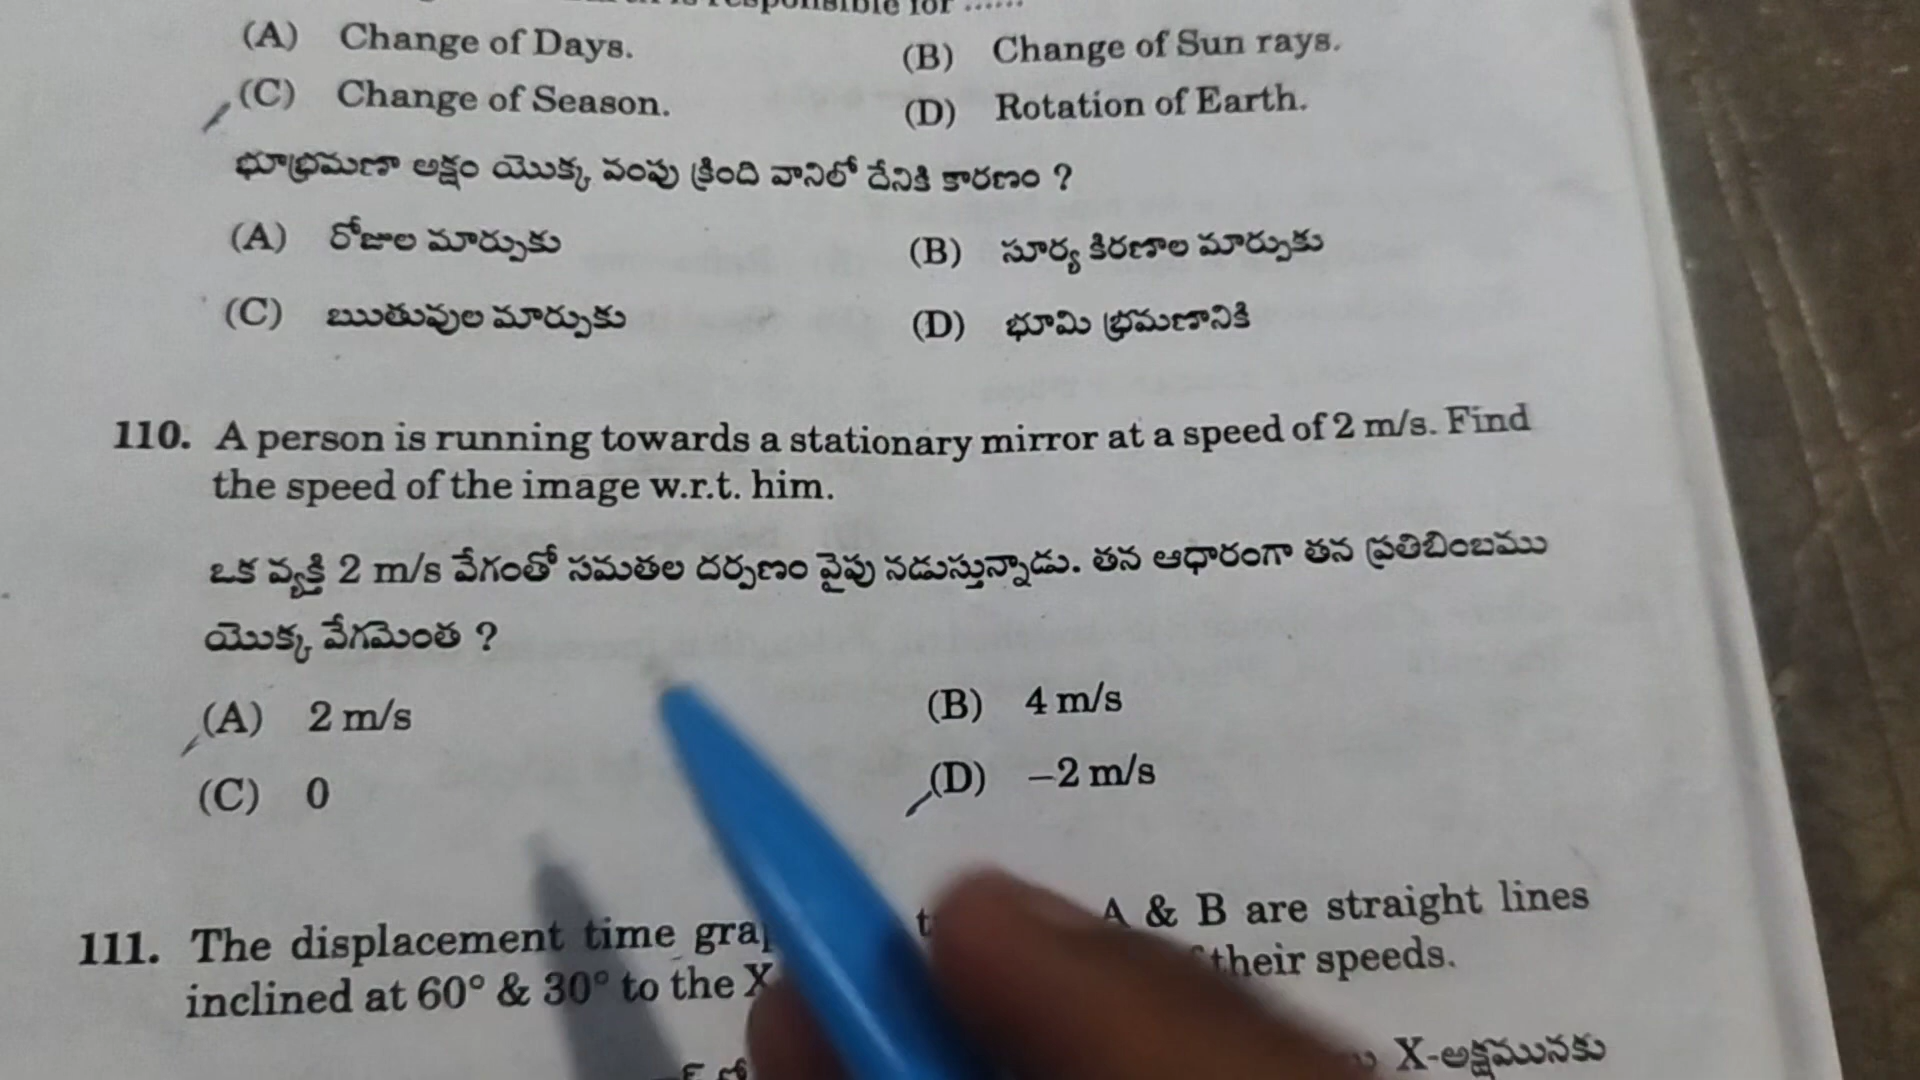 responsible for ......
(A) Change of Days. (B) Change of Sun rays.
(C) Change of Season. (D) Rotation of Earth.
భూభ్రమణా అక్షం యొక్క వంపు క్రింది వానిలో దేనికి కారణం ?
(A) రోజుల మార్పుకు (B) సూర్య కిరణాల మార్పుకు
(C) ఋతువుల మార్పుకు (D) భూమి భ్రమణానికి
110. A person is running towards a stationary mirror at a speed of 2 m/s. Find
the speed of the image w.r.t. him.
ఒక వ్యక్తి 2 m/s వేగంతో సమతల దర్పణం వైపు నడుస్తున్నాడు. తన ఆధారంగా తన ప్రతిబింబము
యొక్క వేగమెంత ?
(A) 2 m/s (B) 4 m/s
(C) 0 (D) –2 m/s
111. The displacement time A & B are straight lines
inclined at 60° & 30° to the X their speeds.
X-అక్షమునకు